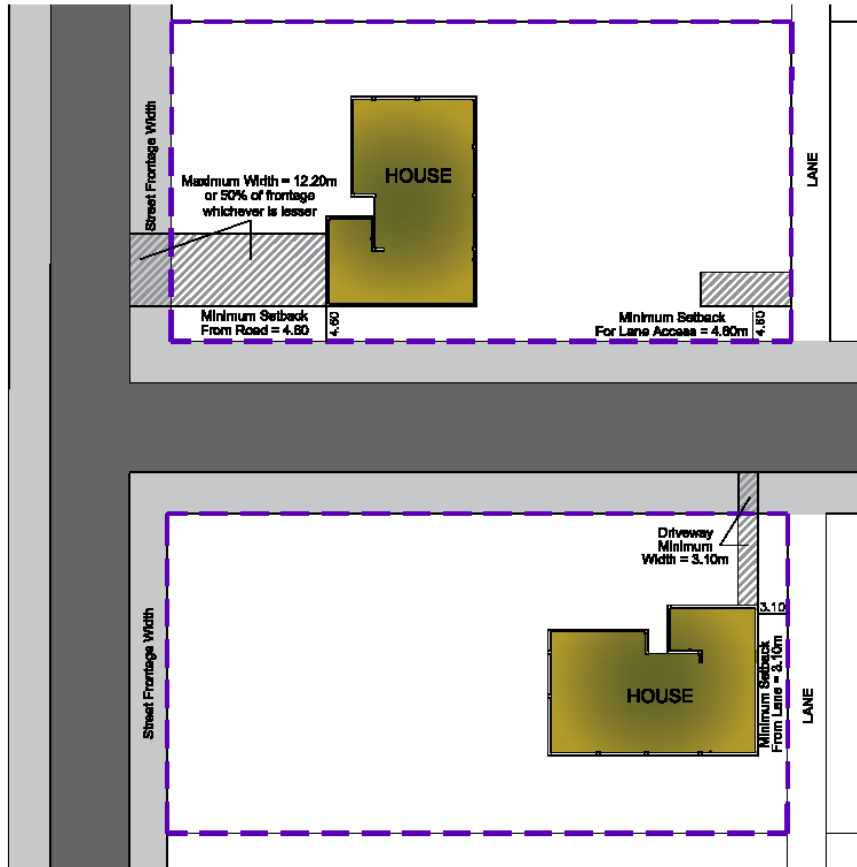 Street Frontage Width
HOUSE
LANE
Maximum Width = 12.20m
or 50% of frontage
whichever is lesser
Minimum Setback
From Road = 4.60
4.60
Minimum Setback
For Lane Access = 4.60m
4.60
Driveway
Minimum
Width = 3.10m
3.10
Street Frontage Width
HOUSE
Minimum Setback
From Lane = 3.10m
LANE